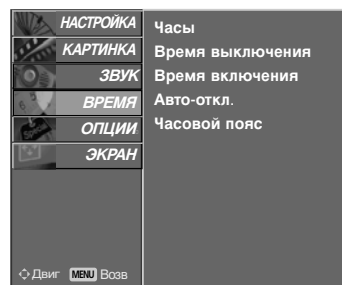 НАСТРОЙКА
КАРТИНКА
ЗВУК
ВРЕМЯ
ОПЦИИ
ЭКРАН
Часы
Время выключения
Время включения
Авто-откл.
Часовой пояс
Двиг MENU Возв